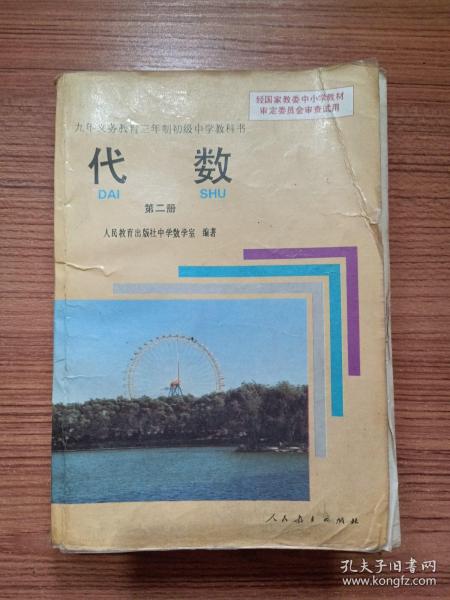 经国家教委中小学教材
审定委员会审查试用
九年义务教育三年制初级中学教科书
代数
DAI SHU
第二册
人民教育出版社中学数学室 编著
人民教育出版社
孔夫子旧书网
www.kongfz.com